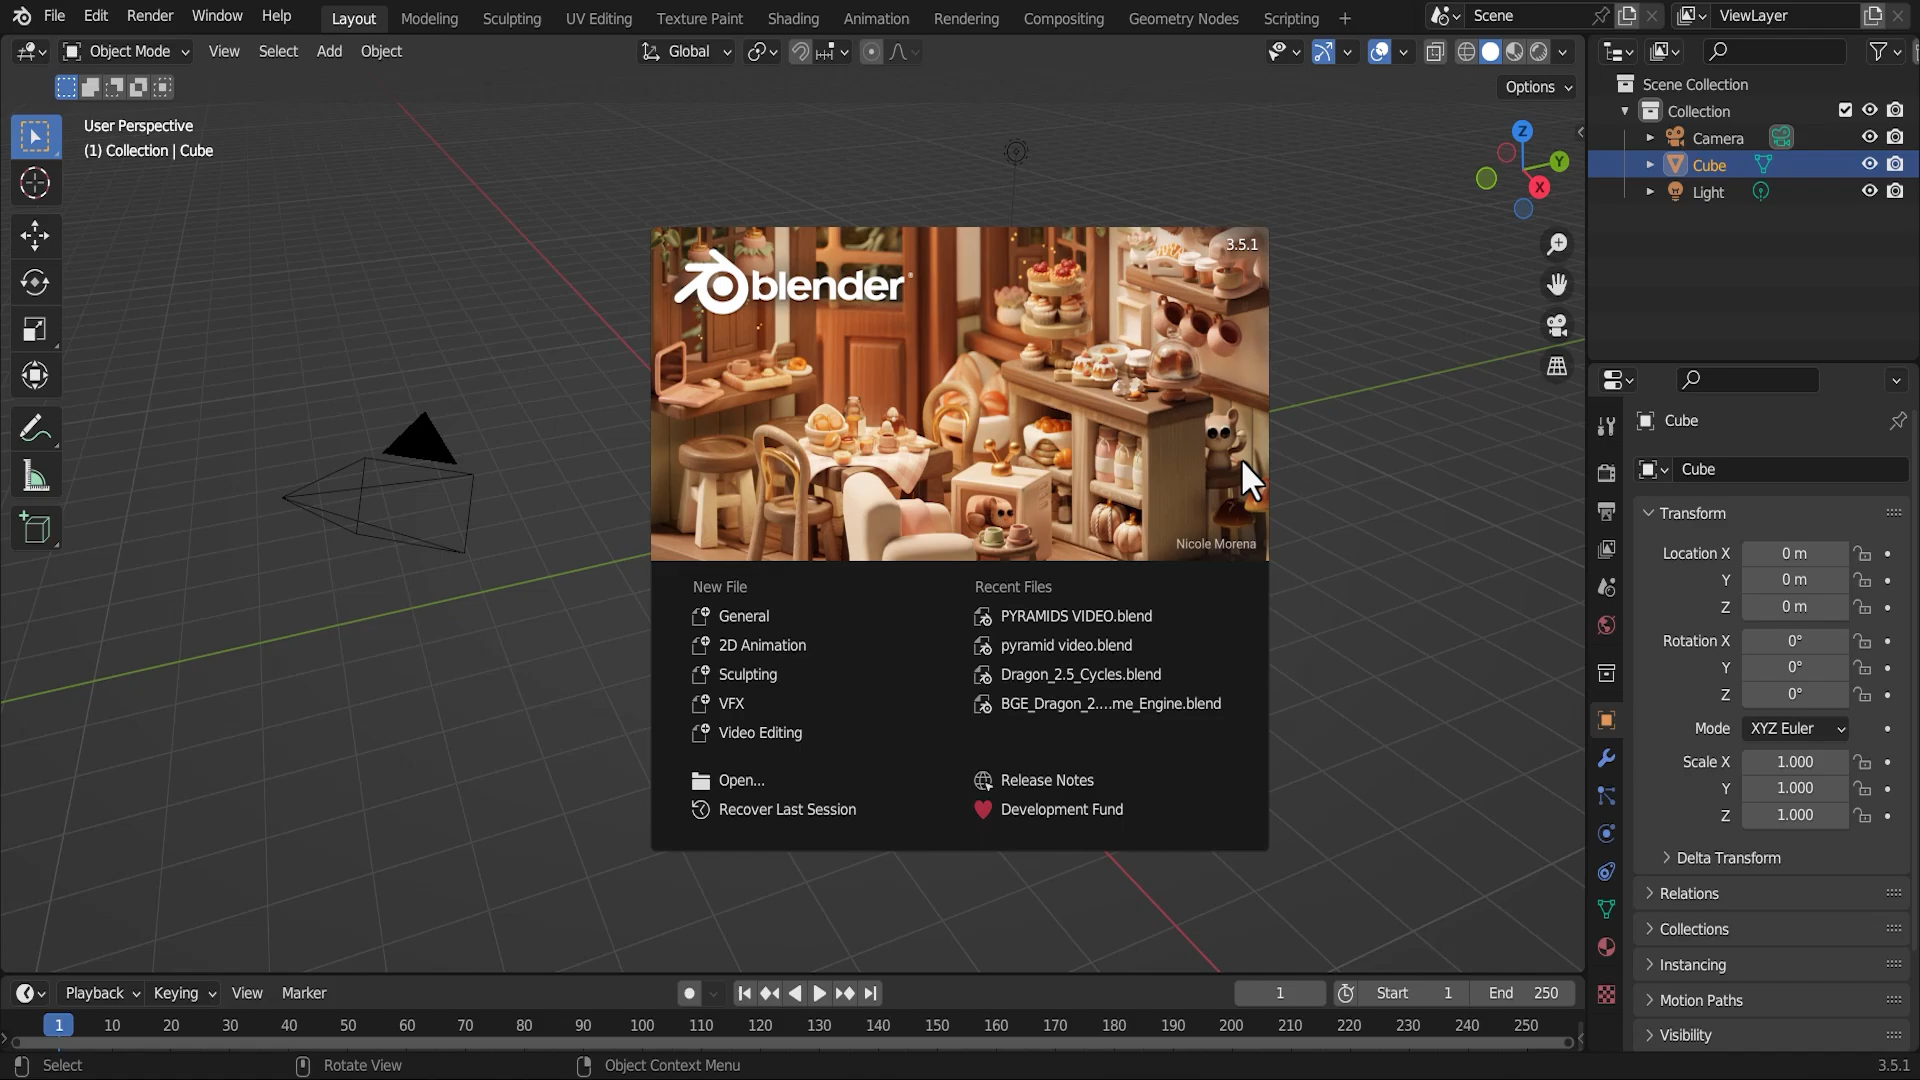 File Edit Render Window Help Layout Modeling Sculpting UV Editing Texture Paint Shading Animation Rendering Compositing Geometry Nodes Scripting + Scene ViewLayer
Object Mode View Select Add Object Global
Options
User Perspective
(1) Collection | Cube
Z
Y
X
Scene Collection
Collection
Camera
Cube
Light
3.5.1
blender
Nicole Morena
New File
General
2D Animation
Sculpting
VFX
Video Editing
Open...
Recover Last Session
Recent Files
PYRAMIDS VIDEO.blend
pyramid video.blend
Dragon_2.5_Cycles.blend
BGE_Dragon_2....me_Engine.blend
Release Notes
Development Fund
Cube
Cube
Transform
Location X 0 m
Y 0 m
Z 0 m
Rotation X 0°
Y 0°
Z 0°
Mode XYZ Euler
Scale X 1.000
Y 1.000
Z 1.000
Delta Transform
Relations
Collections
Instancing
Motion Paths
Visibility
Playback Keying View Marker 1 Start 1 End 250
1 10 20 30 40 50 60 70 80 90 100 110 120 130 140 150 160 170 180 190 200 210 220 230 240 250
Select Rotate View Object Context Menu 3.5.1